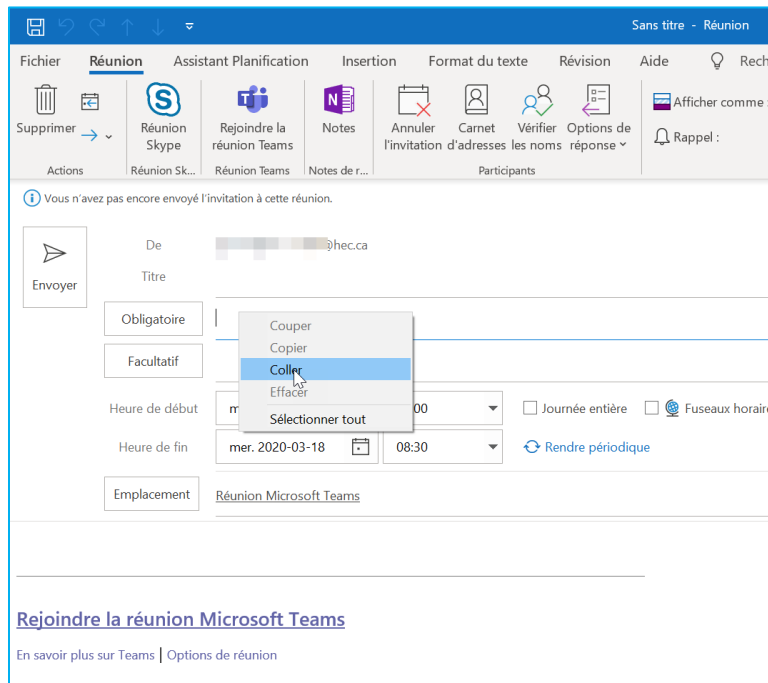 Sans titre - Réunion
Fichier Réunion Assistant Planification Insertion Format du texte Révision Aide Rech
Supprimer
Réunion Skype
Rejoindre la réunion Teams
Notes
Annuler l'invitation
Carnet d'adresses
Vérifier les noms
Options de réponse
Afficher comme :
Rappel :
Actions Réunion Sk... Réunion Teams Notes de r... Participants
Vous n'avez pas encore envoyé l'invitation à cette réunion.
Envoyer
De @hec.ca
Titre
Obligatoire
Facultatif
Couper
Copier
Coller
Effacer
Sélectionner tout
Heure de début m 00 Journée entière Fuseaux horaire
Heure de fin mer. 2020-03-18 08:30 Rendre périodique
Emplacement Réunion Microsoft Teams
Rejoindre la réunion Microsoft Teams
En savoir plus sur Teams | Options de réunion